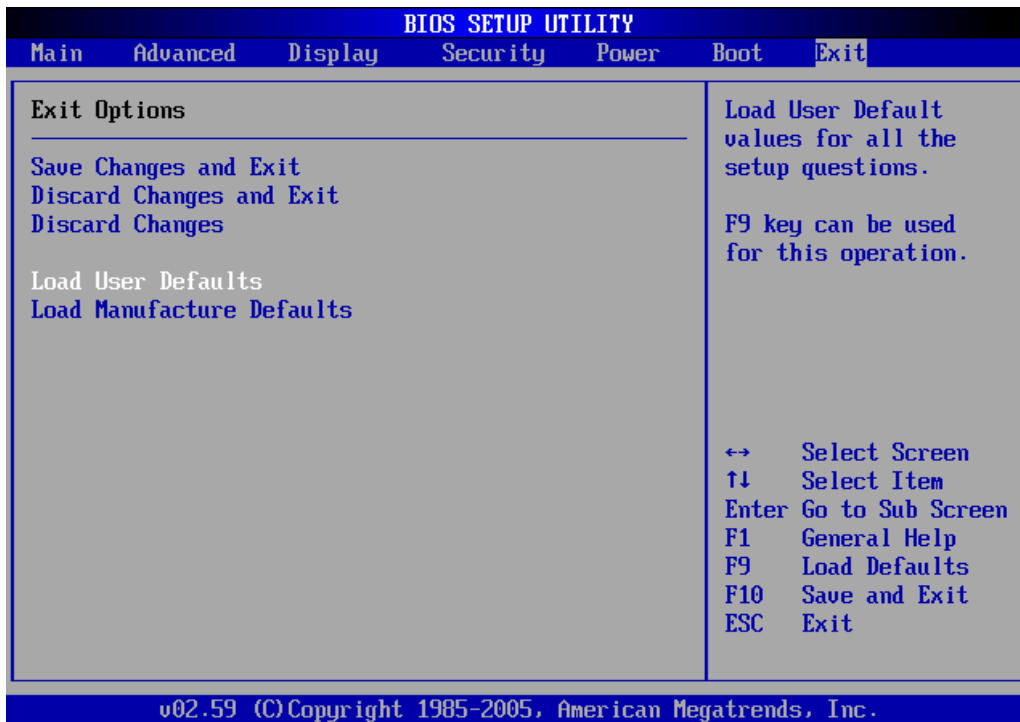 BIOS SETUP UTILITY
Main Advanced Display Security Power Boot Exit
Exit Options
Save Changes and Exit
Discard Changes and Exit
Discard Changes
Load User Defaults
Load Manufacture Defaults
Load User Default
values for all the
setup questions.
F9 key can be used
for this operation.
↔ Select Screen
↑↓ Select Item
Enter Go to Sub Screen
F1 General Help
F9 Load Defaults
F10 Save and Exit
ESC Exit
v02.59 (C)Copyright 1985-2005, American Megatrends, Inc.